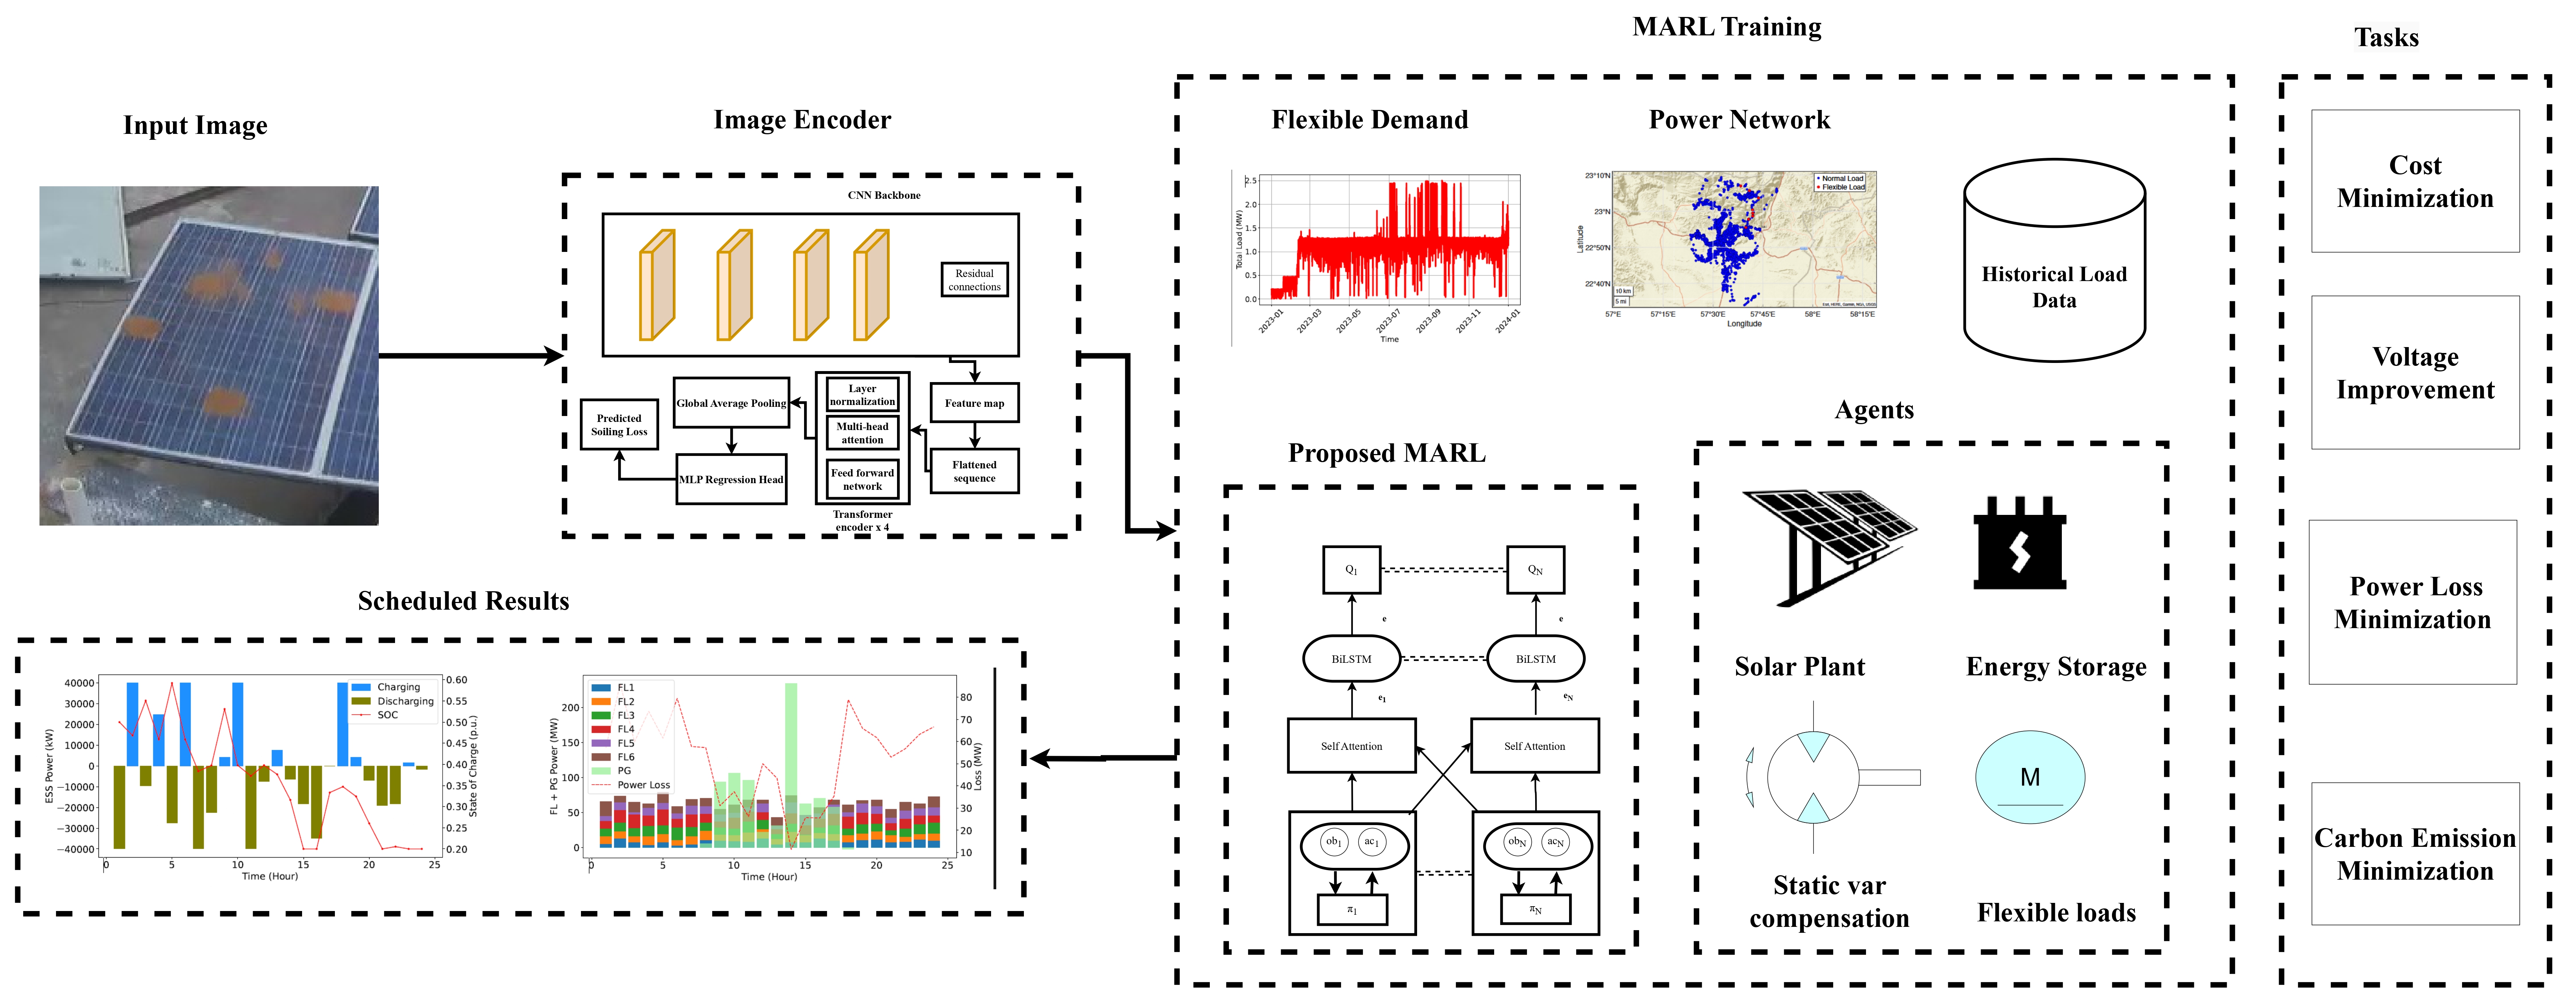 MARL Training
Tasks
Input Image
Image Encoder
CNN Backbone
Residual
connections
Feature map
Flattened
sequence
Layer
normalization
Multi-head
attention
Feed forward
network
Transformer
encoder x 4
Global Average Pooling
MLP Regression Head
Predicted
Soiling Loss
Flexible Demand
Total Load (MW)
2.5
2.0
1.5
1.0
0.5
0.0
2023-01
2023-03
2023-05
2023-07
2023-09
2023-11
2024-01
Time
Power Network
Latitude
23°10'N
23°N
22°50'N
22°40'N
Normal Load
Flexible Load
10 km
5 mi
57°E
57°15'E
57°30'E
57°45'E
58°E
58°15'E
Longitude
Historical Load
Data
Proposed MARL
Q1
QN
e
e
BiLSTM
BiLSTM
e1
eN
Self Attention
Self Attention
ob1
ac1
obN
acN
π1
πN
Agents
Solar Plant
Energy Storage
M
Static var
compensation
Flexible loads
Cost
Minimization
Voltage
Improvement
Power Loss
Minimization
Carbon Emission
Minimization
Scheduled Results
ESS Power (kW)
40000
30000
20000
10000
0
−10000
−20000
−30000
−40000
Charging
Discharging
SOC
0.60
0.55
0.50
0.45
0.40
0.35
0.30
0.25
0.20
State of Charge (p.u.)
0
5
10
15
20
25
Time (Hour)
FL + PG Power (MW)
200
150
100
50
0
FL1
FL2
FL3
FL4
FL5
FL6
PG
Power Loss
80
70
60
50
40
30
20
10
Loss (MW)
0
5
10
15
20
25
Time (Hour)